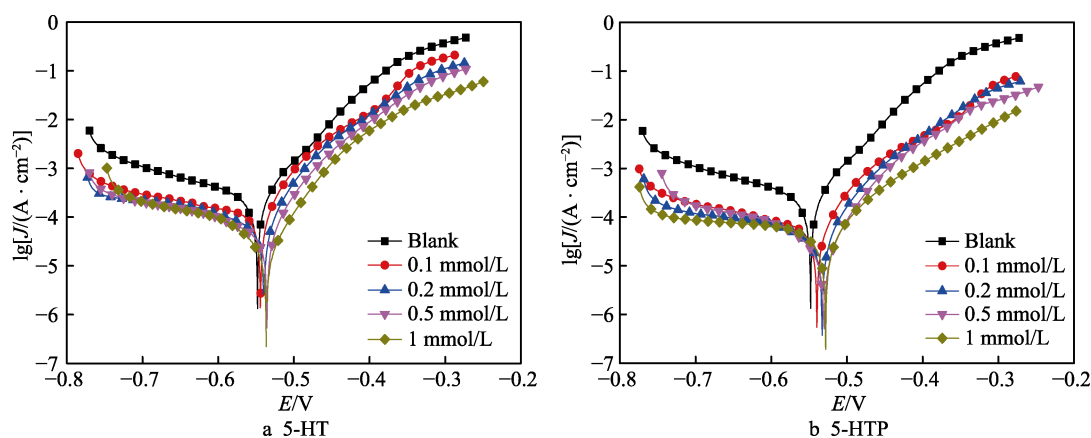 lg[J/(A · cm⁻²)]
0
−1
−2
−3
−4
−5
−6
−7
Blank
0.1 mmol/L
0.2 mmol/L
0.5 mmol/L
1 mmol/L
−0.8 −0.7 −0.6 −0.5 −0.4 −0.3 −0.2
E/V
a 5-HT
lg[J/(A · cm⁻²)]
0
−1
−2
−3
−4
−5
−6
−7
Blank
0.1 mmol/L
0.2 mmol/L
0.5 mmol/L
1 mmol/L
−0.8 −0.7 −0.6 −0.5 −0.4 −0.3 −0.2
E/V
b 5-HTP